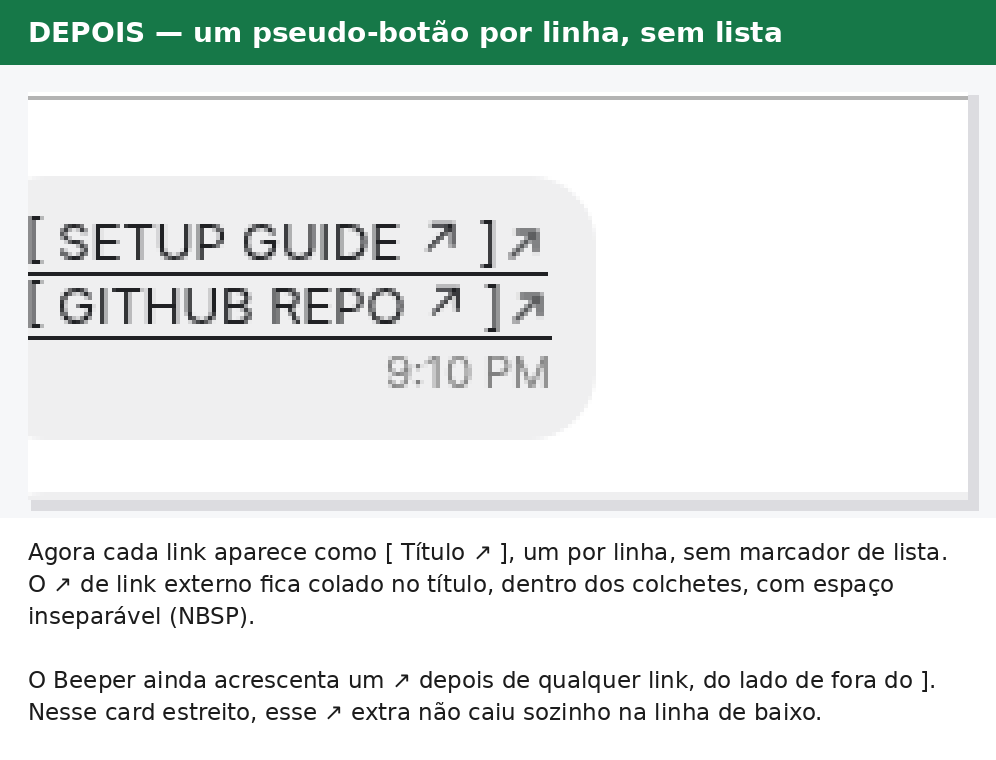 DEPOIS — um pseudo-botão por linha, sem lista
[ SETUP GUIDE ↗ ]↗
[ GITHUB REPO ↗ ]↗
9:10 PM
Agora cada link aparece como [ Título ↗ ], um por linha, sem marcador de lista.
O ↗ de link externo fica colado no título, dentro dos colchetes, com espaço
inseparável (NBSP).
O Beeper ainda acrescenta um ↗ depois de qualquer link, do lado de fora do ].
Nesse card estreito, esse ↗ extra não caiu sozinho na linha de baixo.